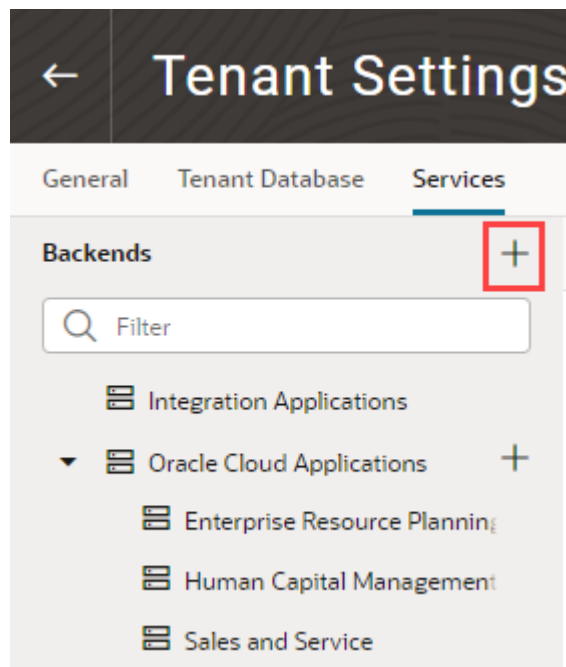 Tenant Settings
General Tenant Database Services
Backends
Filter
Integration Applications
Oracle Cloud Applications
Enterprise Resource Planning
Human Capital Management
Sales and Service